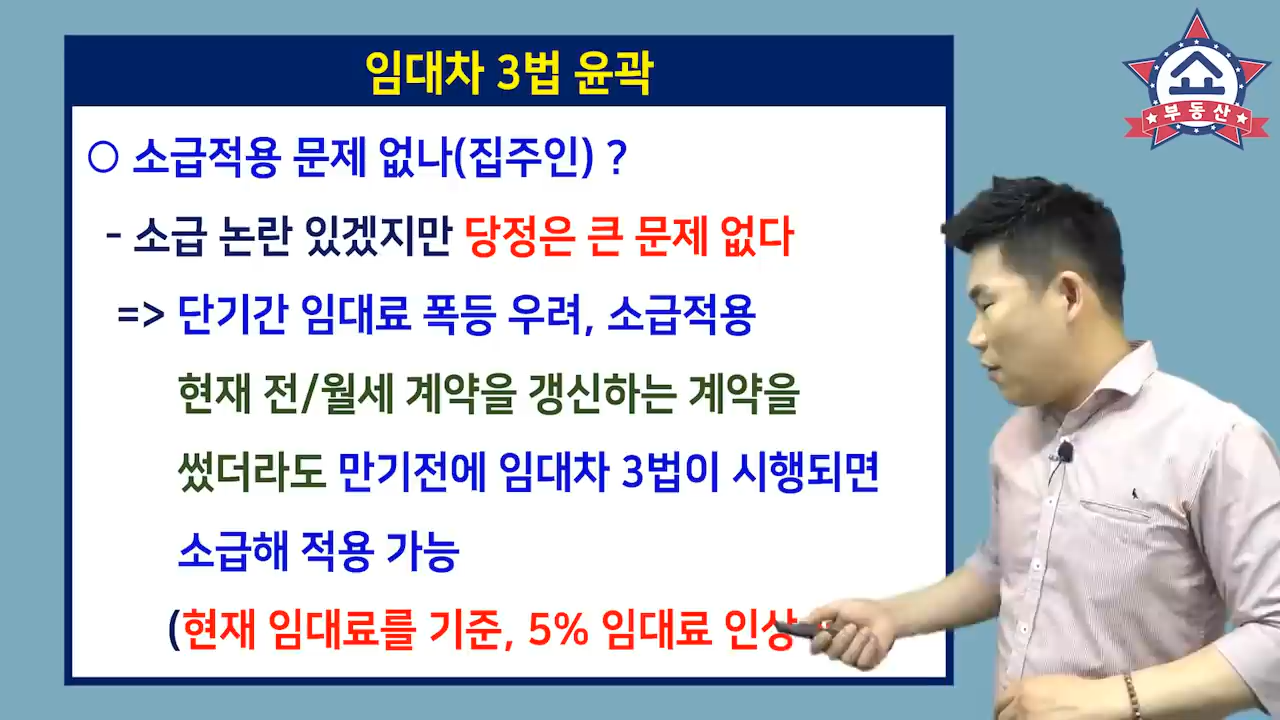 임대차 3법 윤곽
○ 소급적용 문제 없나(집주인) ?
- 소급 논란 있겠지만 당정은 큰 문제 없다
=> 단기간 임대료 폭등 우려, 소급적용
현재 전/월세 계약을 갱신하는 계약을
썼더라도 만기전에 임대차 3법이 시행되면
소급해 적용 가능
(현재 임대료를 기준, 5% 임대료 인상
부동산